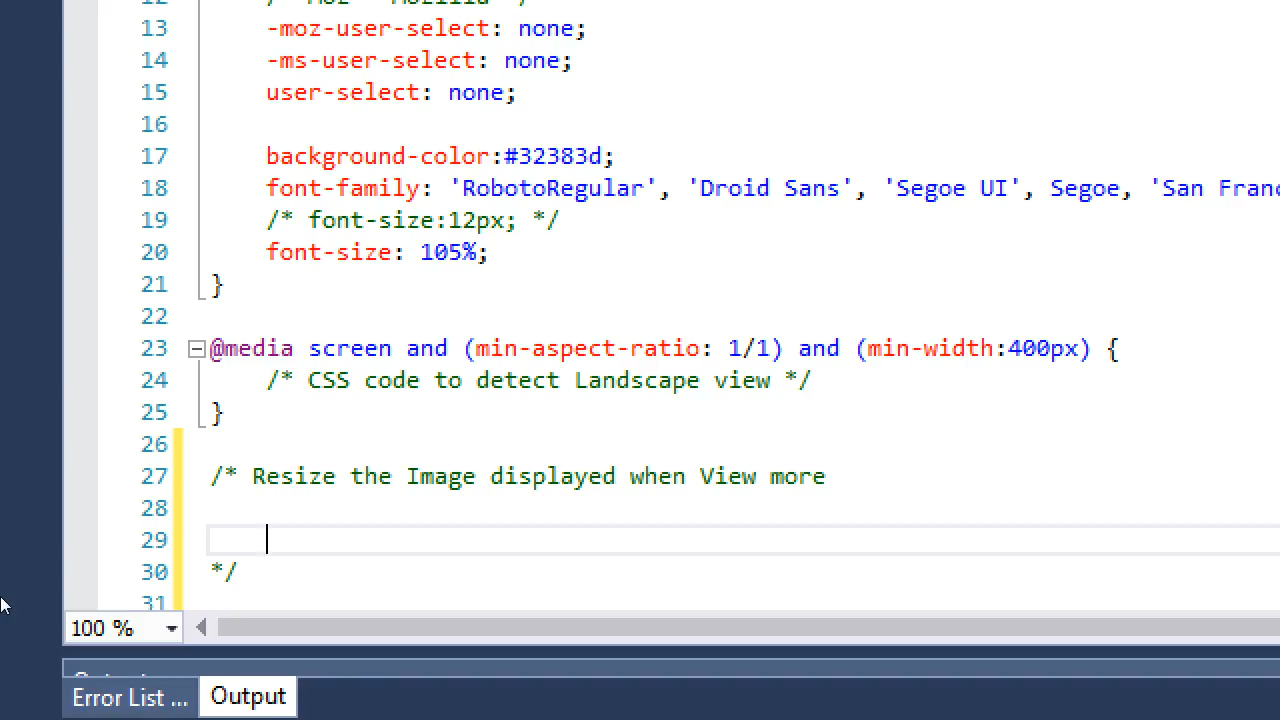 13 -moz-user-select: none;
14 -ms-user-select: none;
15 user-select: none;
16
17 background-color:#32383d;
18 font-family: 'RobotoRegular', 'Droid Sans', 'Segoe UI', Segoe, 'San
19 /* font-size:12px; */
20 font-size: 105%;
21 }
22
23 @media screen and (min-aspect-ratio: 1/1) and (min-width:400px) {
24 /* CSS code to detect Landscape view */
25 }
26
27 /* Resize the Image displayed when View more
28
29
30 */
31
100 %
Error List ... Output